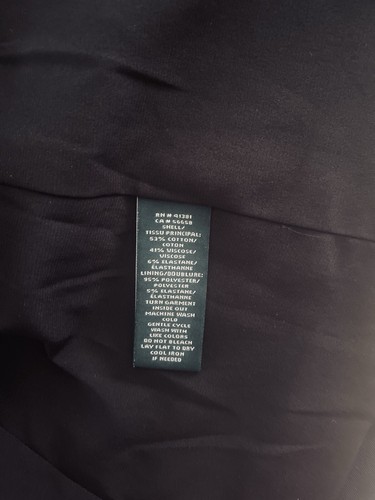 RN # 41381
CA # 56658
SHELL/
TISSU PRINCIPAL:
53% COTTON/
COTON
41% VISCOSE/
VISCOSE
6% ELASTANE/
ÉLASTHANNE
LINING/DOUBLURE:
95% POLYESTER/
POLYESTER
5% ELASTANE/
ÉLASTHANNE
TURN GARMENT
INSIDE OUT
MACHINE WASH
COLD
GENTLE CYCLE
WASH WITH
LIKE COLORS
DO NOT BLEACH
LAY FLAT TO DRY
COOL IRON
IF NEEDED